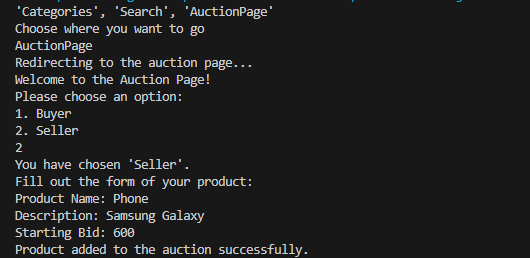 'Categories', 'Search', 'AuctionPage'
Choose where you want to go
AuctionPage
Redirecting to the auction page...
Welcome to the Auction Page!
Please choose an option:
1. Buyer
2. Seller
2
You have chosen 'Seller'.
Fill out the form of your product:
Product Name: Phone
Description: Samsung Galaxy
Starting Bid: 600
Product added to the auction successfully.